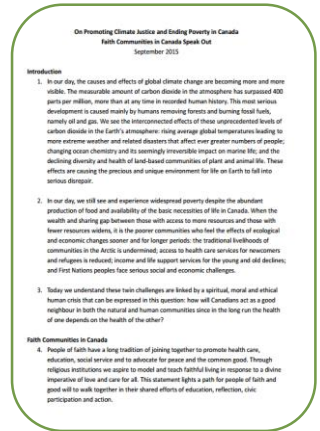 On Promoting Climate Justice and Ending Poverty in Canada
Faith Communities in Canada Speak Out
September 2015
Introduction
1. In our day, the causes and effects of global climate change are becoming more and more
visible. The measurable amount of carbon dioxide in the atmosphere has surpassed 400
parts per million, more than at any time in recorded human history. This most serious
development is caused mainly by humans removing forests and burning fossil fuels,
namely oil and gas. We see the interconnected effects of these unprecedented levels of
carbon dioxide in the Earth's atmosphere: rising average global temperatures leading to
more extreme weather and related disasters that affect ever greater numbers of people;
changing ocean chemistry and its seemingly irreversible impact on marine life; and the
declining diversity and health of land-based communities of plant and animal life. These
effects are causing the precious and unique environment for life on Earth to fall into
serious disrepair.
2. In our day, we still see and experience widespread poverty despite the abundant
production of food and availability of the basic necessities of life in Canada. When the
wealth and sharing gap between those with access to more resources and those with
fewer resources widens, it is the poorer communities who feel the effects of ecological
and economic changes sooner and for longer periods: the traditional livelihoods of
communities in the Arctic is undermined; access to health care services for newcomers
and refugees is reduced; income and life support services for the young and old declines;
and First Nations peoples face serious social and economic challenges.
3. Today we understand these twin challenges are linked by a spiritual, moral and ethical
human crisis that can be expressed in this question: how will Canadians act as a good
neighbour in both the natural and human communities since in the long run the health
of one depends on the health of the other?
Faith Communities in Canada
4. People of faith have a long tradition of joining together to promote health care,
education, social service and to advocate for peace and the common good. Through
religious institutions we aspire to model and teach faithful living in response to a divine
imperative of love and care for all. This statement lights a path for people of faith and
good will to walk together in their shared efforts of education, reflection, civic
participation and action.